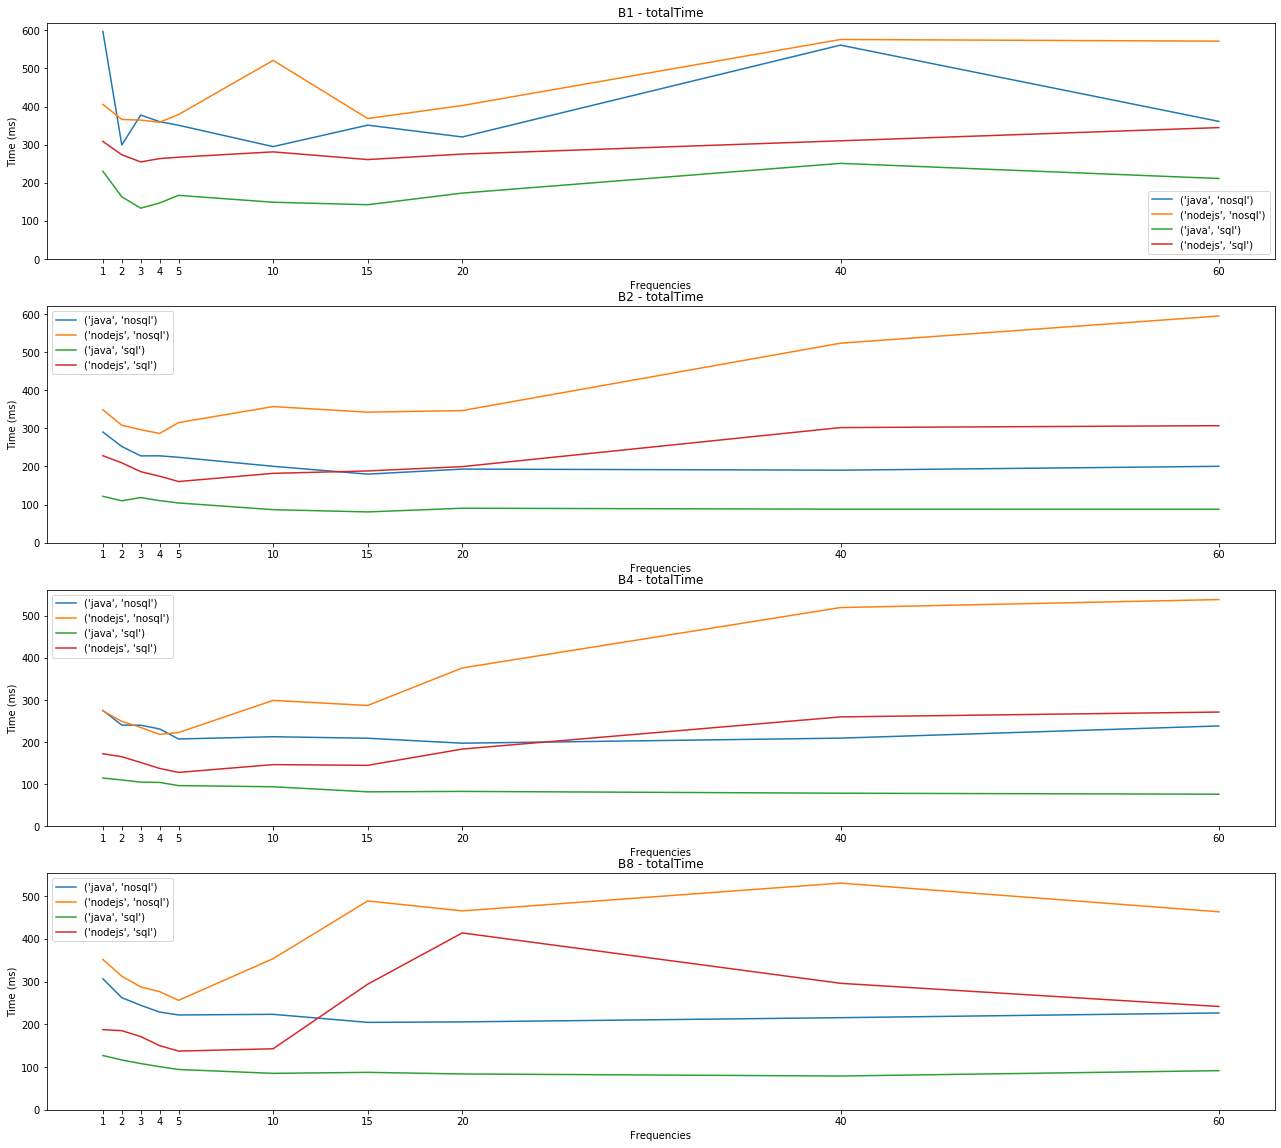 B1 - totalTime
600
500
400
300
200
100
0
Time (ms)
('java', 'nosql')
('nodejs', 'nosql')
('java', 'sql')
('nodejs', 'sql')
1 2 3 4 5 10 15 20 40 60
Frequencies
B2 - totalTime
600
500
400
300
200
100
0
Time (ms)
('java', 'nosql')
('nodejs', 'nosql')
('java', 'sql')
('nodejs', 'sql')
1 2 3 4 5 10 15 20 40 60
Frequencies
B4 - totalTime
500
400
300
200
100
0
Time (ms)
('java', 'nosql')
('nodejs', 'nosql')
('java', 'sql')
('nodejs', 'sql')
1 2 3 4 5 10 15 20 40 60
Frequencies
B8 - totalTime
500
400
300
200
100
0
Time (ms)
('java', 'nosql')
('nodejs', 'nosql')
('java', 'sql')
('nodejs', 'sql')
1 2 3 4 5 10 15 20 40 60
Frequencies